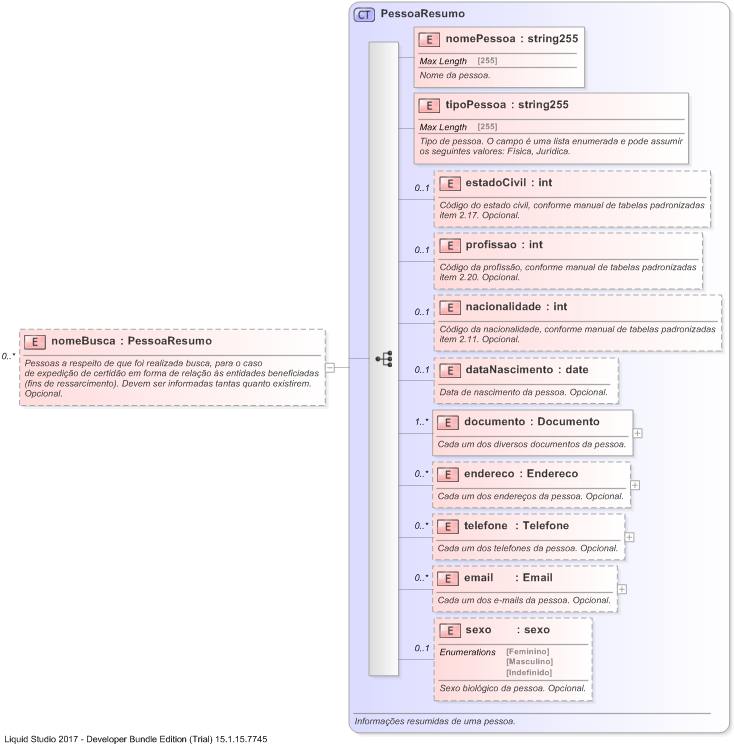 CT PessoaResumo
E nomePessoa : string255
Max Length [255]
Nome da pessoa.
E tipoPessoa : string255
Max Length [255]
Tipo de pessoa. O campo é uma lista enumerada e pode assumir
os seguintes valores: Física, Jurídica.
0..1
E estadoCivil : int
Código do estado civil, conforme manual de tabelas padronizadas
item 2.17. Opcional.
0..1
E profissao : int
Código da profissão, conforme manual de tabelas padronizadas
item 2.20. Opcional.
0..1
E nacionalidade : int
Código da nacionalidade, conforme manual de tabelas padronizadas
item 2.11. Opcional.
0..*
E nomeBusca : PessoaResumo
Pessoas a respeito de que foi realizada busca, para o caso
de expedição de certidão em forma de relação às entidades beneficiadas
(fins de ressarcimento). Devem ser informadas tantas quanto existirem.
Opcional.
0..1
E dataNascimento : date
Data de nascimento da pessoa. Opcional.
1..*
E documento : Documento
Cada um dos diversos documentos da pessoa.
0..*
E endereco : Endereco
Cada um dos endereços da pessoa. Opcional.
0..*
E telefone : Telefone
Cada um dos telefones da pessoa. Opcional.
0..*
E email : Email
Cada um dos e-mails da pessoa. Opcional.
0..1
E sexo : sexo
Enumerations [Feminino]
[Masculino]
[Indefinido]
Sexo biológico da pessoa. Opcional.
Informações resumidas de uma pessoa.
Liquid Studio 2017 - Developer Bundle Edition (Trial) 15.1.15.7745